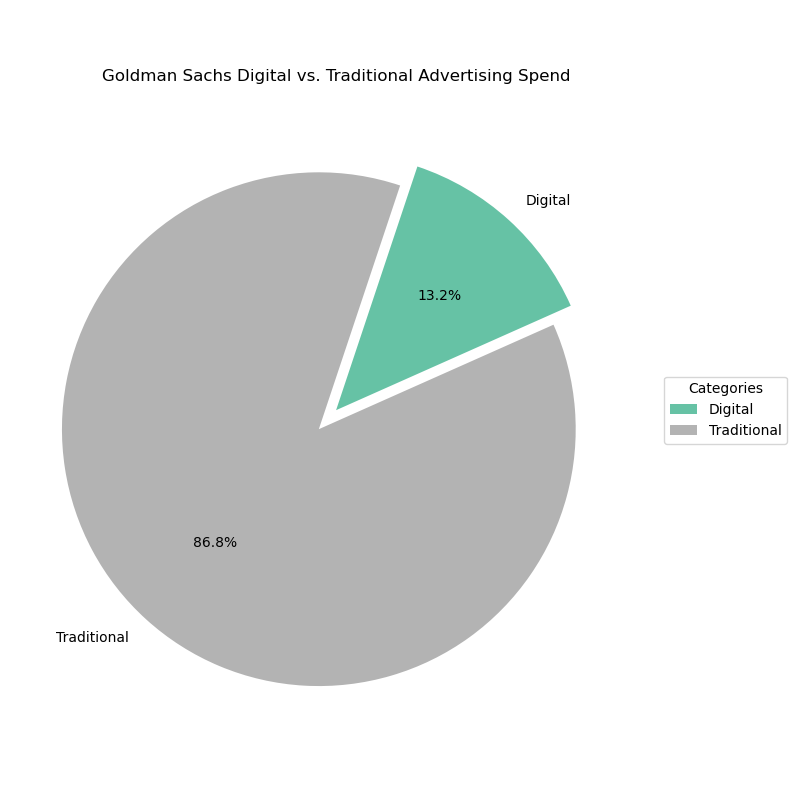 Goldman Sachs Digital vs. Traditional Advertising Spend
Digital
13.2%
Categories
Digital
Traditional
86.8%
Traditional